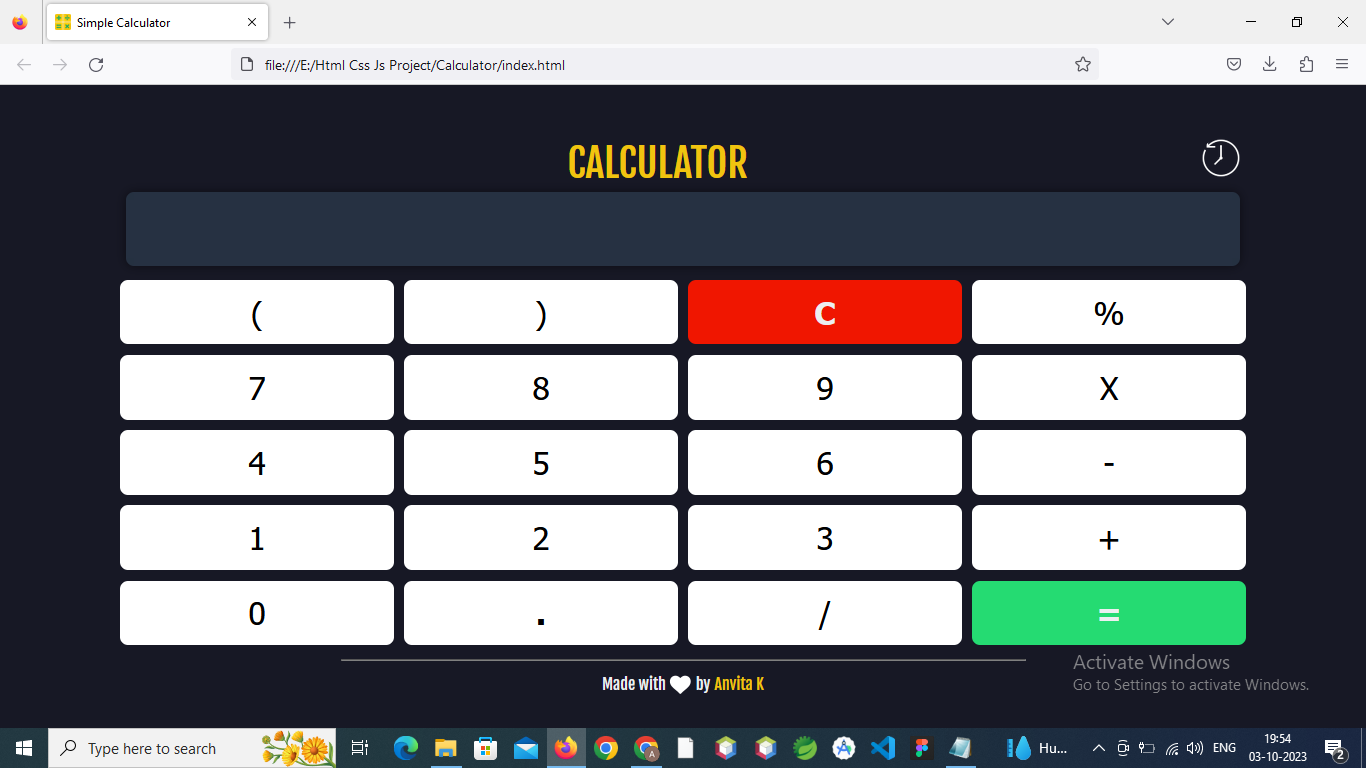 Simple Calculator
file:///E:/Html Css Js Project/Calculator/index.html
CALCULATOR
( ) C %
7 8 9 X
4 5 6 -
1 2 3 +
0 . / =
Made with by Anvita K
Activate Windows
Go to Settings to activate Windows.
Type here to search
A
Hu...
ENG
19:54
03-10-2023
2